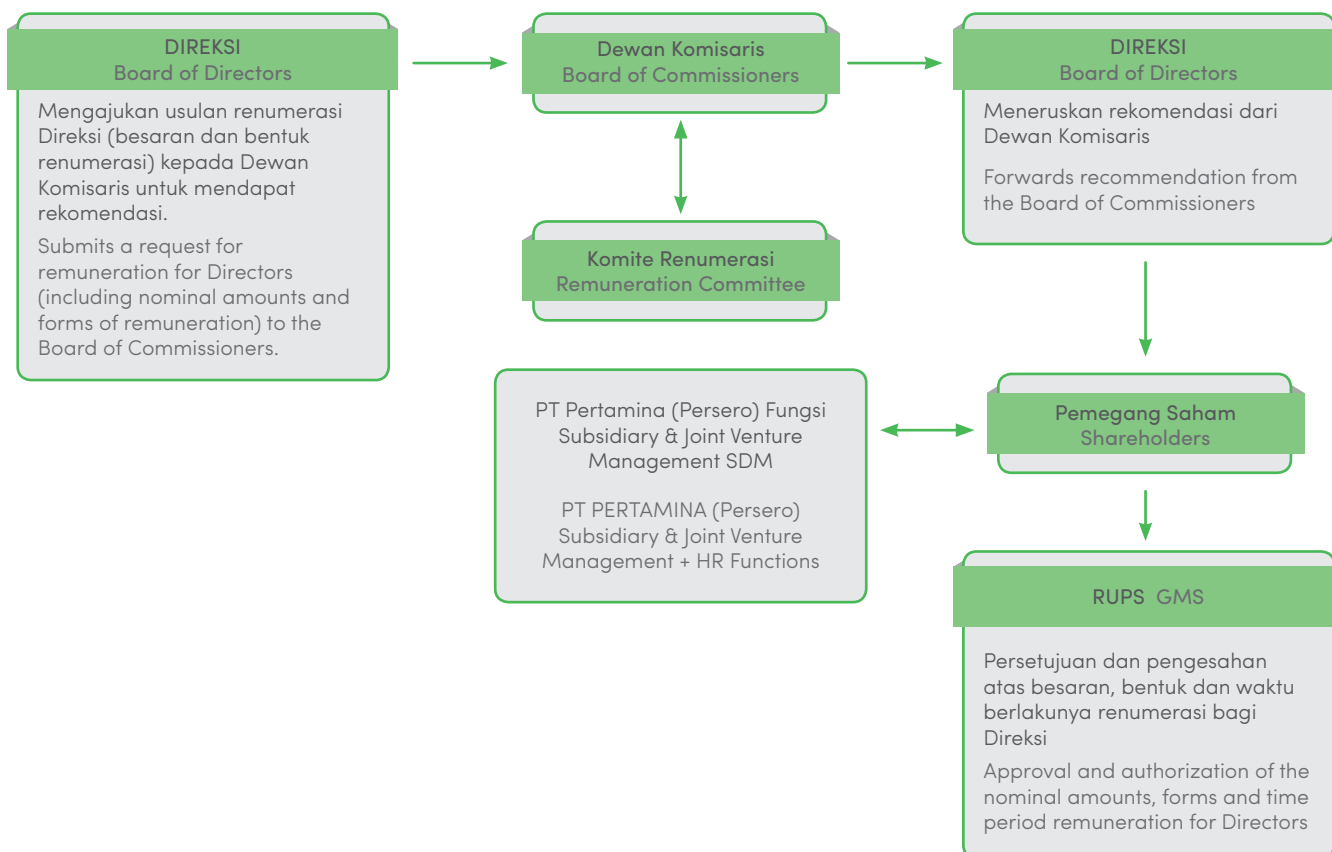 DIREKSI
Board of Directors
Mengajukan usulan renumerasi
Direksi (besaran dan bentuk
renumerasi) kepada Dewan
Komisaris untuk mendapat
rekomendasi.
Submits a request for
remuneration for Directors
(including nominal amounts and
forms of remuneration) to the
Board of Commissioners.
Dewan Komisaris
Board of Commissioners
Komite Renumerasi
Remuneration Committee
DIREKSI
Board of Directors
Meneruskan rekomendasi dari
Dewan Komisaris
Forwards recommendation from
the Board of Commissioners
PT Pertamina (Persero) Fungsi
Subsidiary & Joint Venture
Management SDM
PT PERTAMINA (Persero)
Subsidiary & Joint Venture
Management + HR Functions
Pemegang Saham
Shareholders
RUPS GMS
Persetujuan dan pengesahan
atas besaran, bentuk dan waktu
berlakunya renumerasi bagi
Direksi
Approval and authorization of the
nominal amounts, forms and time
period remuneration for Directors